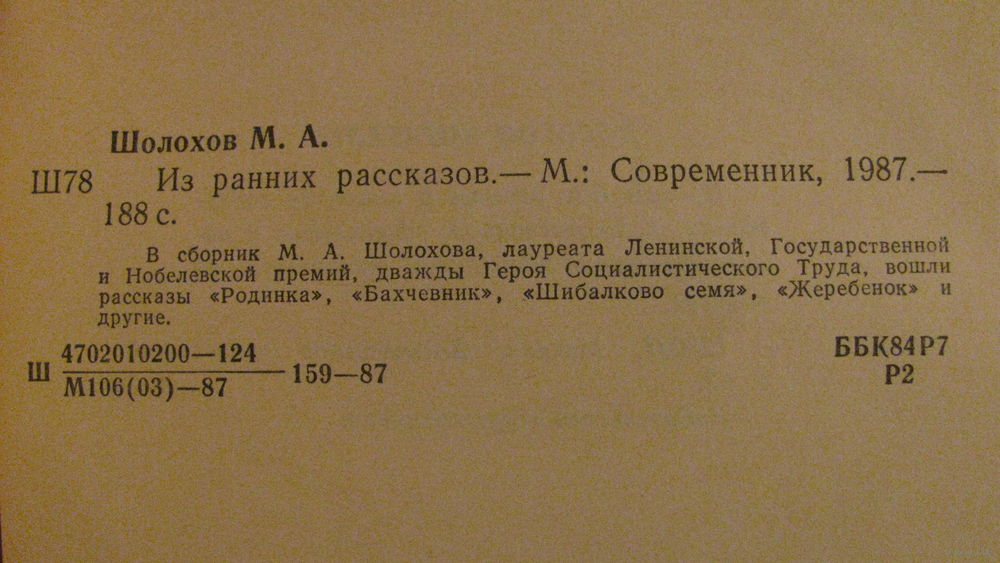 Шолохов М. А.
Ш78 Из ранних рассказов.— М.: Современник, 1987.—
188 с.
В сборник М. А. Шолохова, лауреата Ленинской, Государственной
и Нобелевской премий, дважды Героя Социалистического Труда, вошли
рассказы «Родинка», «Бахчевник», «Шибалково семя», «Жеребенок» и
другие.
Ш 4702010200—124
М106(03)—87 159—87
ББК84Р7
Р2